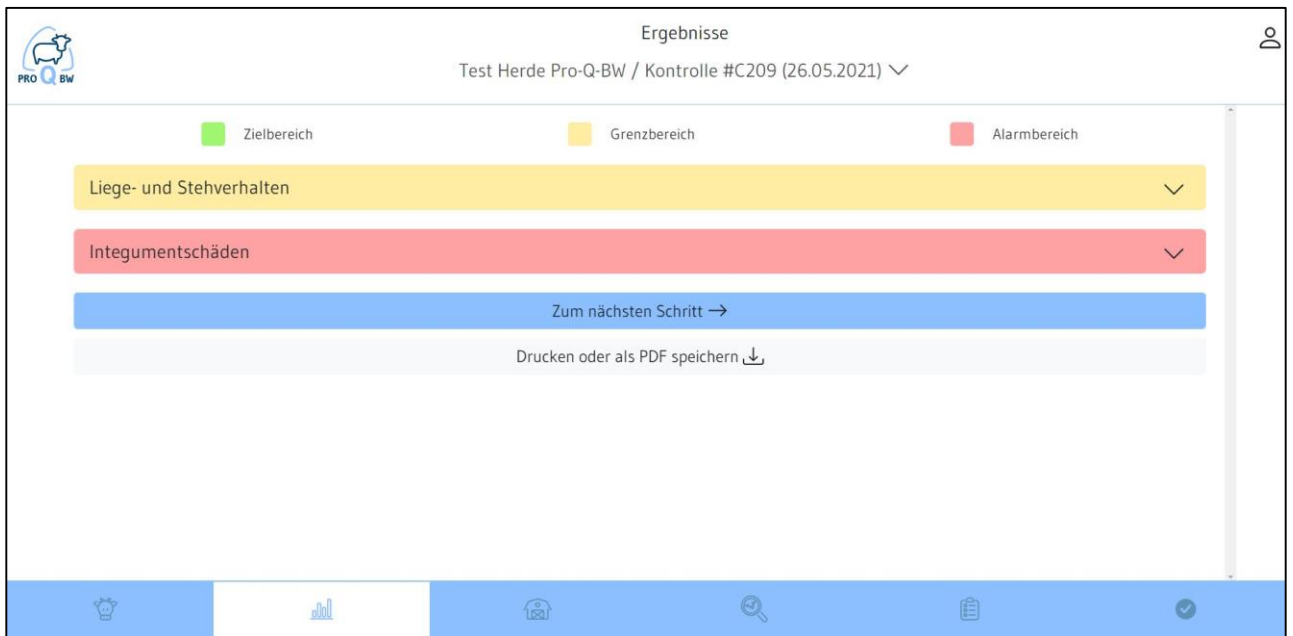 PRO Q BW
Ergebnisse
Test Herde Pro-Q-BW / Kontrolle #C209 (26.05.2021)
Zielbereich Grenzbereich Alarmbereich
Liege- und Stehverhalten
Integumentschäden
Zum nächsten Schritt →
Drucken oder als PDF speichern